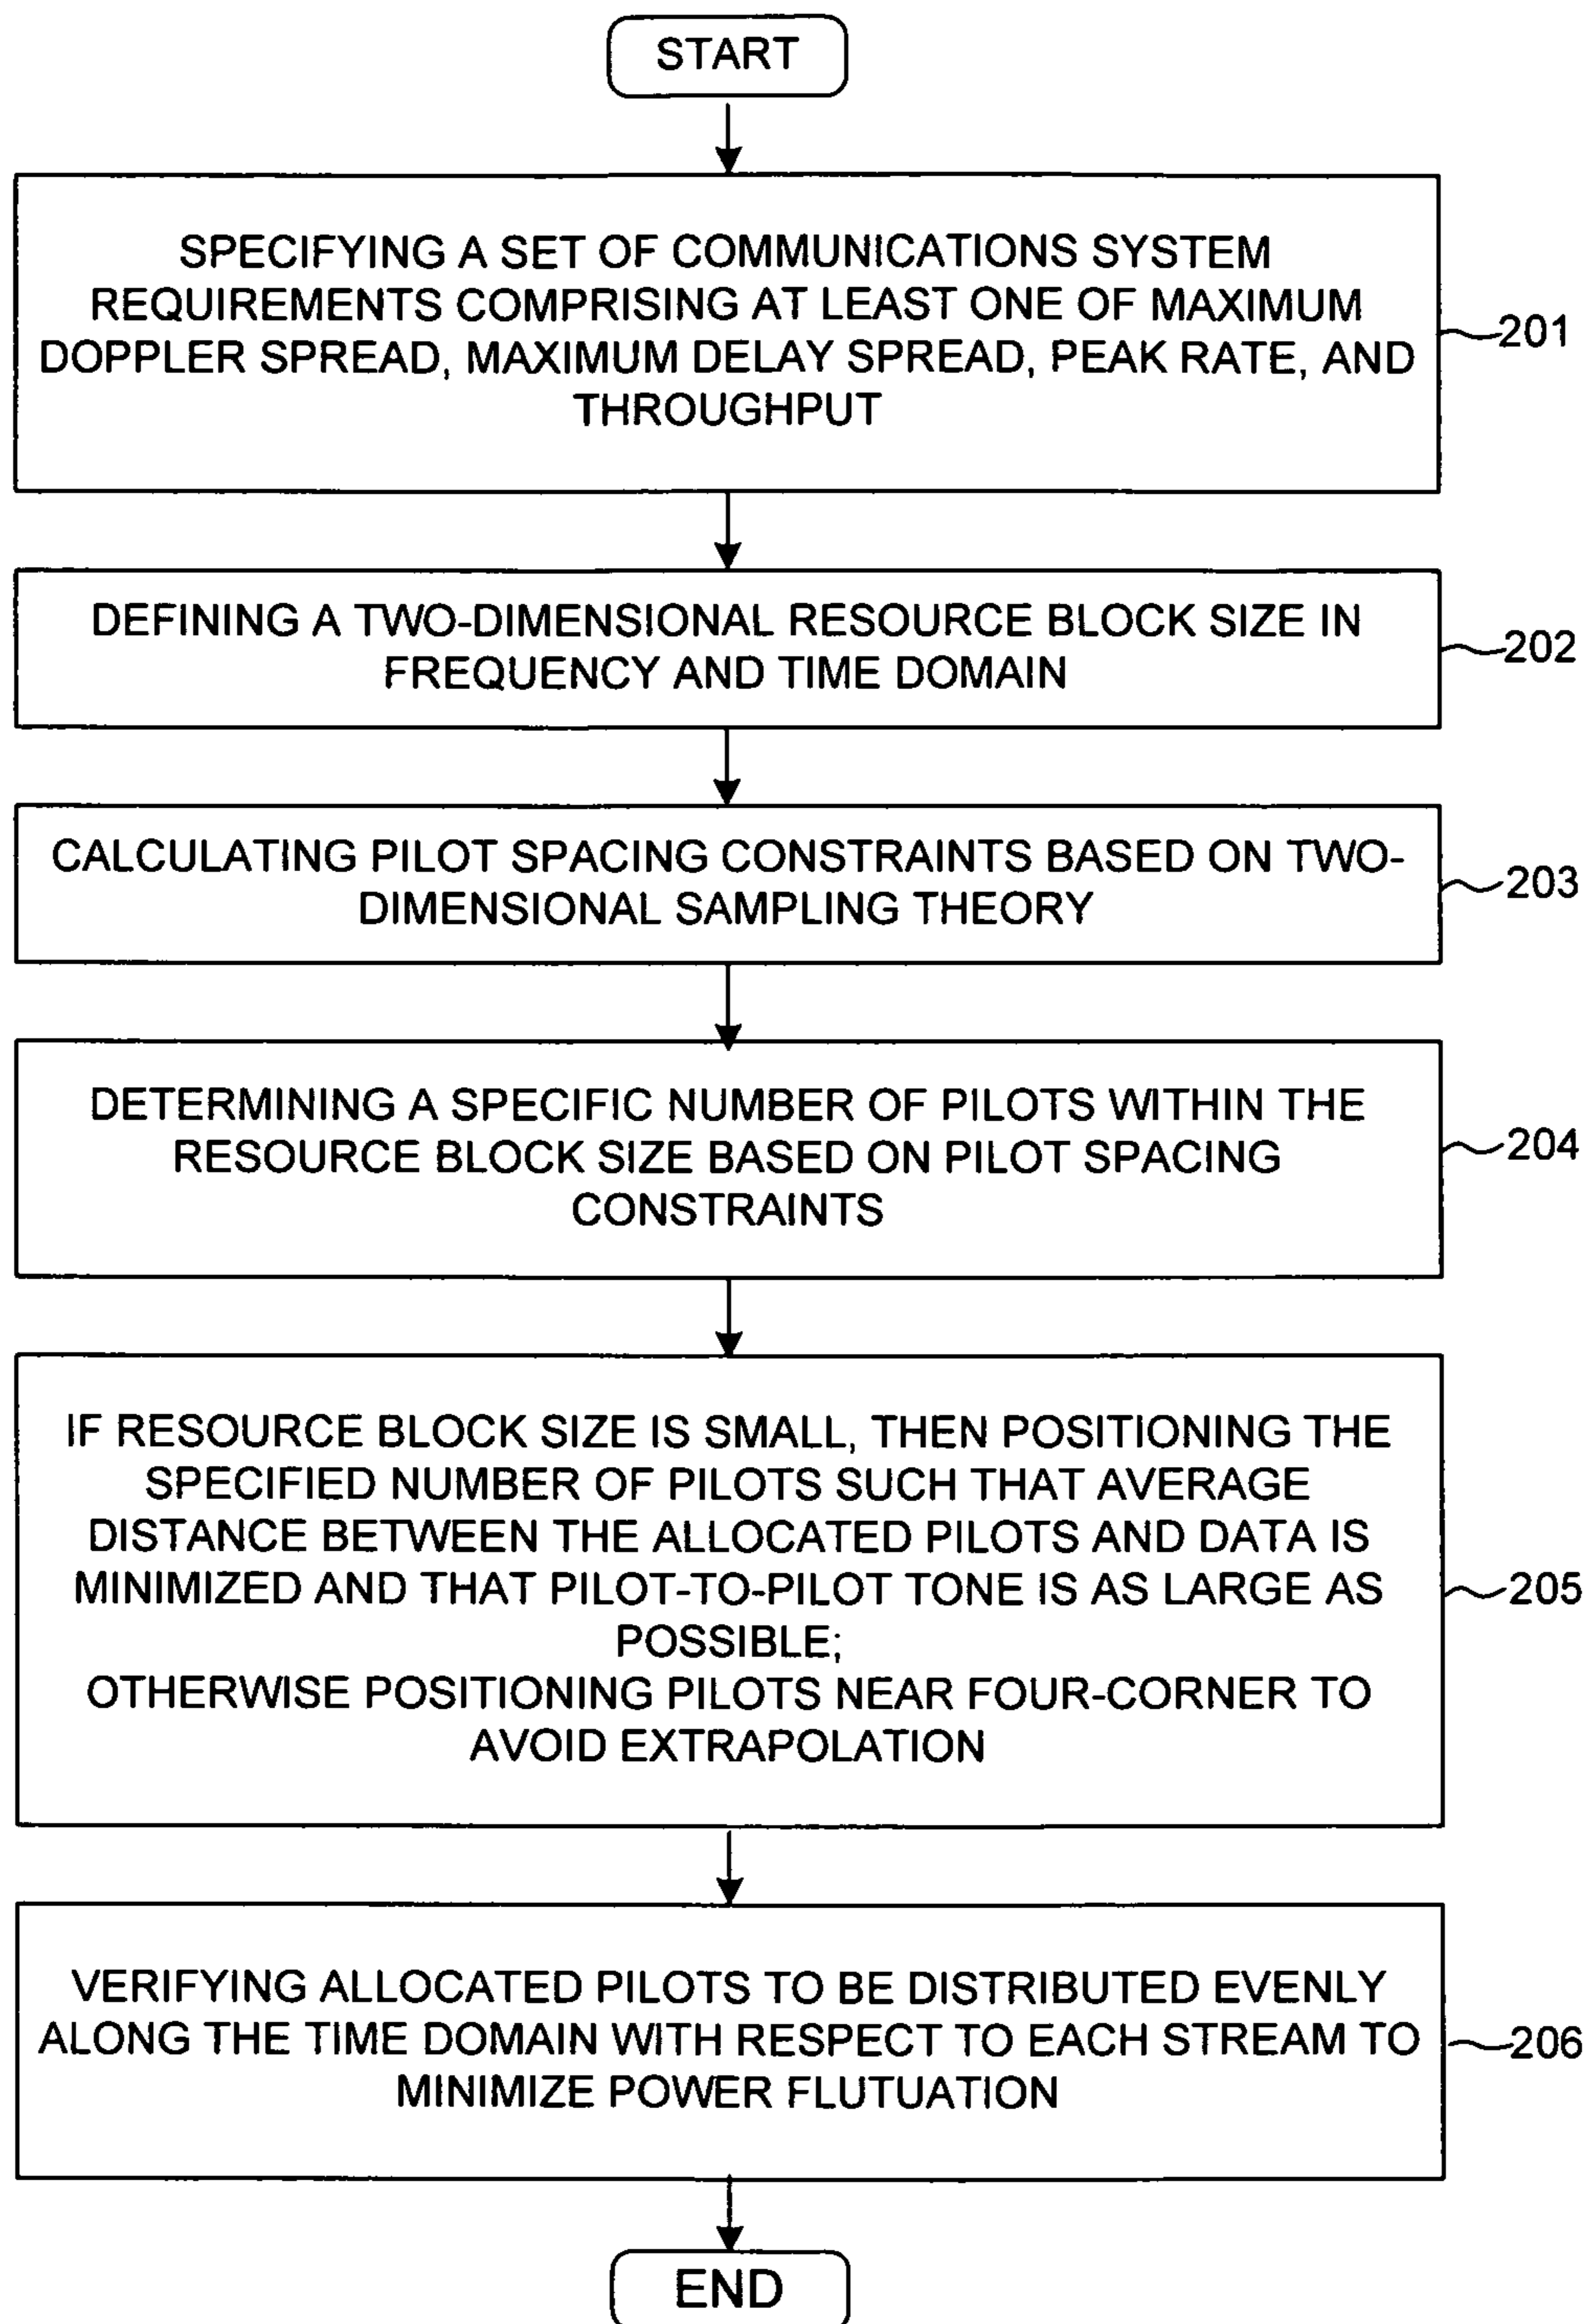 START
SPECIFYING A SET OF COMMUNICATIONS SYSTEM
REQUIREMENTS COMPRISING AT LEAST ONE OF MAXIMUM
DOPPLER SPREAD, MAXIMUM DELAY SPREAD, PEAK RATE, AND
THROUGHPUT
201
DEFINING A TWO-DIMENSIONAL RESOURCE BLOCK SIZE IN
FREQUENCY AND TIME DOMAIN
202
CALCULATING PILOT SPACING CONSTRAINTS BASED ON TWO-
DIMENSIONAL SAMPLING THEORY
203
DETERMINING A SPECIFIC NUMBER OF PILOTS WITHIN THE
RESOURCE BLOCK SIZE BASED ON PILOT SPACING
CONSTRAINTS
204
IF RESOURCE BLOCK SIZE IS SMALL, THEN POSITIONING THE
SPECIFIED NUMBER OF PILOTS SUCH THAT AVERAGE
DISTANCE BETWEEN THE ALLOCATED PILOTS AND DATA IS
MINIMIZED AND THAT PILOT-TO-PILOT TONE IS AS LARGE AS
POSSIBLE;
OTHERWISE POSITIONING PILOTS NEAR FOUR-CORNER TO
AVOID EXTRAPOLATION
205
VERIFYING ALLOCATED PILOTS TO BE DISTRIBUTED EVENLY
ALONG THE TIME DOMAIN WITH RESPECT TO EACH STREAM TO
MINIMIZE POWER FLUTUATION
206
END